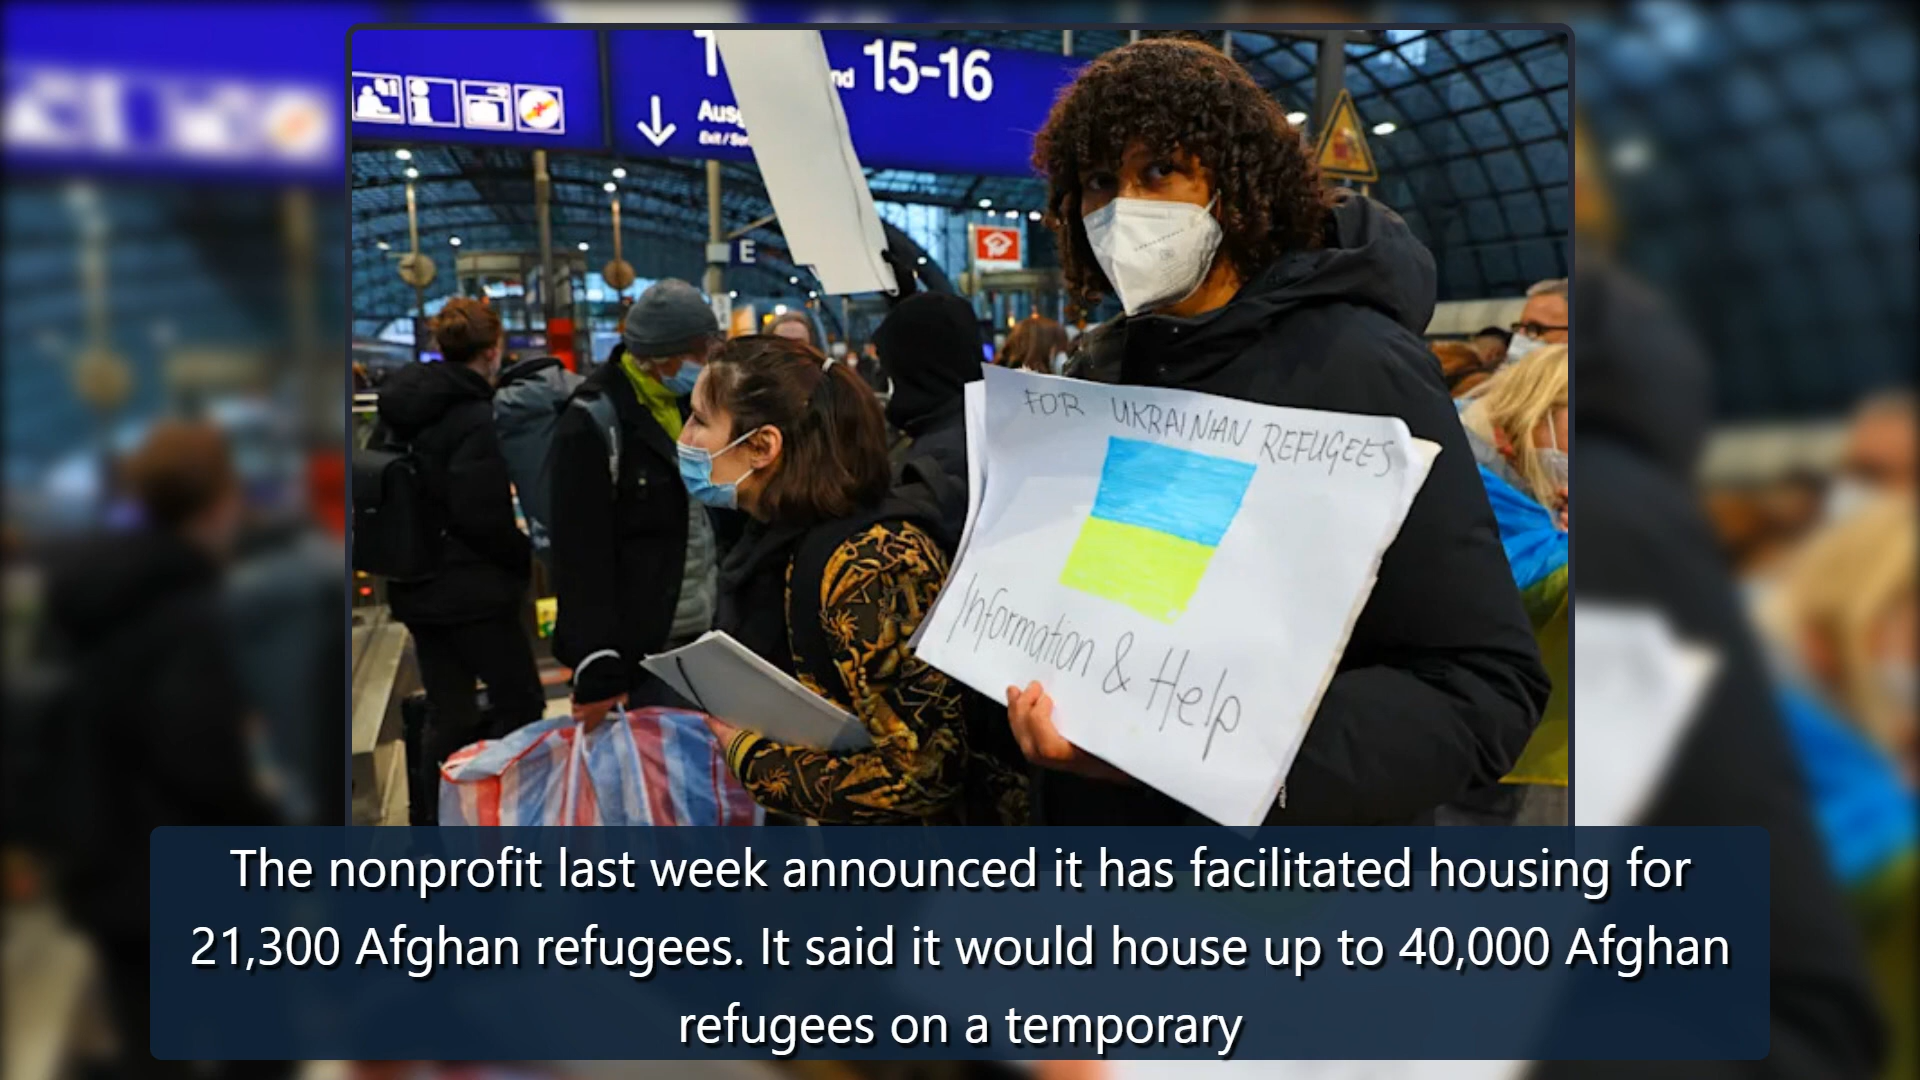 15-16
E
FOR UKRAINIAN REFUGEES
Information & Help
The nonprofit last week announced it has facilitated housing for
21,300 Afghan refugees. It said it would house up to 40,000 Afghan
refugees on a temporary